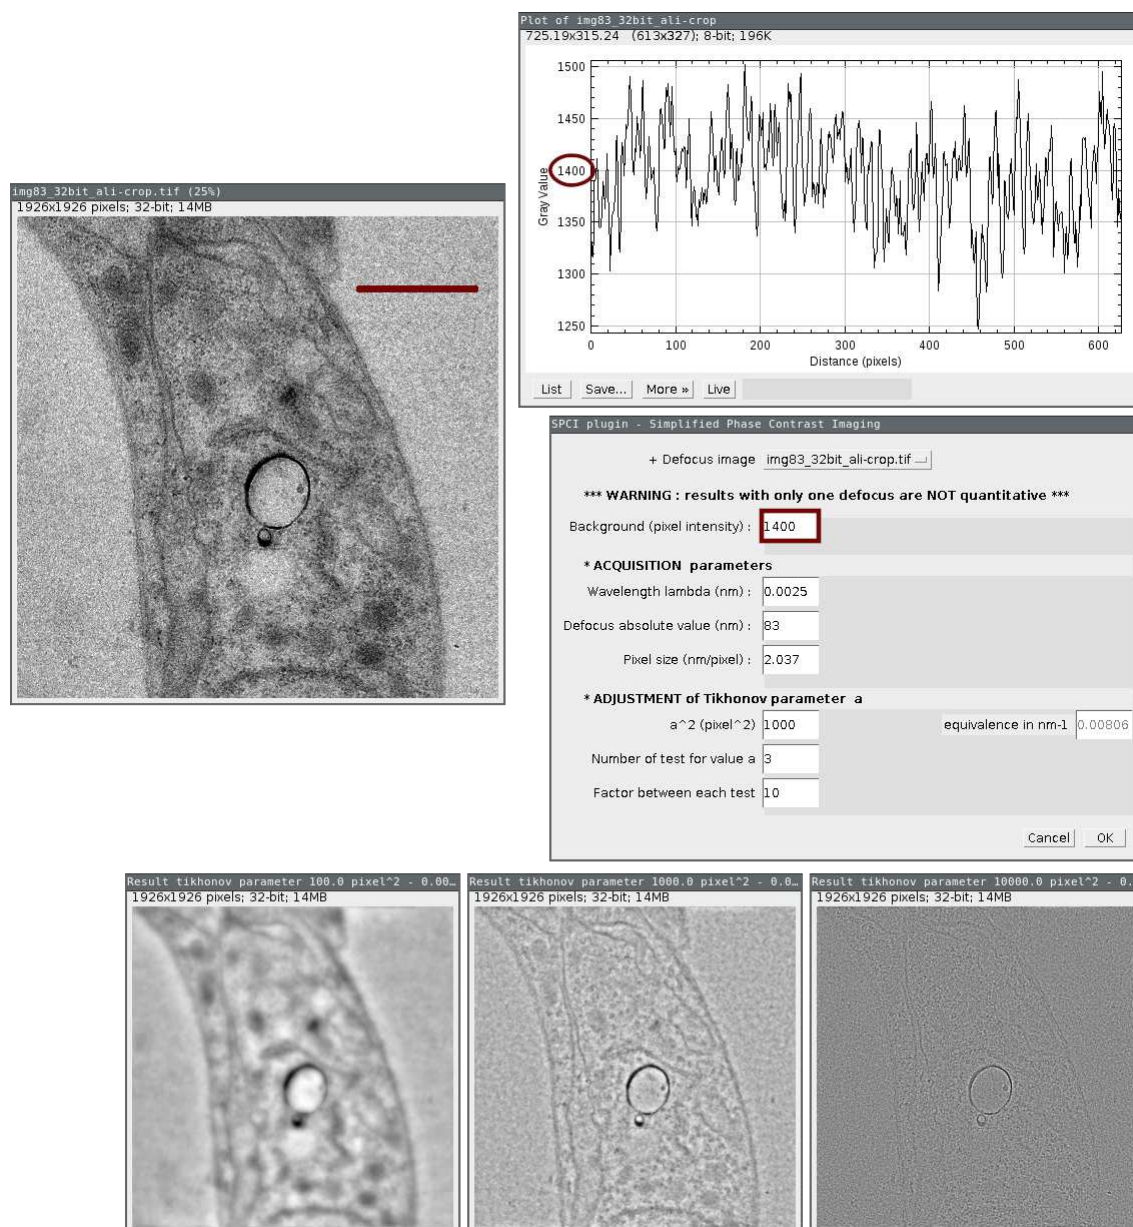 Plot of img83_32bit_ali-crop
725.19x315.24 (613x327); 8-bit; 196K
1500
1450
1400
1350
1300
1250
Gray Value
0 100 200 300 400 500 600
Distance (pixels)
List Save... More » Live
img83_32bit_ali-crop.tif (25%)
1926x1926 pixels; 32-bit; 14MB
SPCI plugin - Simplified Phase Contrast Imaging
+ Defocus image img83_32bit_ali-crop.tif
*** WARNING : results with only one defocus are NOT quantitative ***
Background (pixel intensity) : 1400
* ACQUISITION parameters
Wavelength lambda (nm) : 0.0025
Defocus absolute value (nm) : 83
Pixel size (nm/pixel) : 2.037
* ADJUSTMENT of Tikhonov parameter a
a^2 (pixel^2) 1000 equivalence in nm-1 0.00806
Number of test for value a 3
Factor between each test 10
Cancel OK
Result tikhonov parameter 100.0 pixel^2 - 0.00...
1926x1926 pixels; 32-bit; 14MB
Result tikhonov parameter 1000.0 pixel^2 - 0.0...
1926x1926 pixels; 32-bit; 14MB
Result tikhonov parameter 10000.0 pixel^2 - 0.
1926x1926 pixels; 32-bit; 14MB